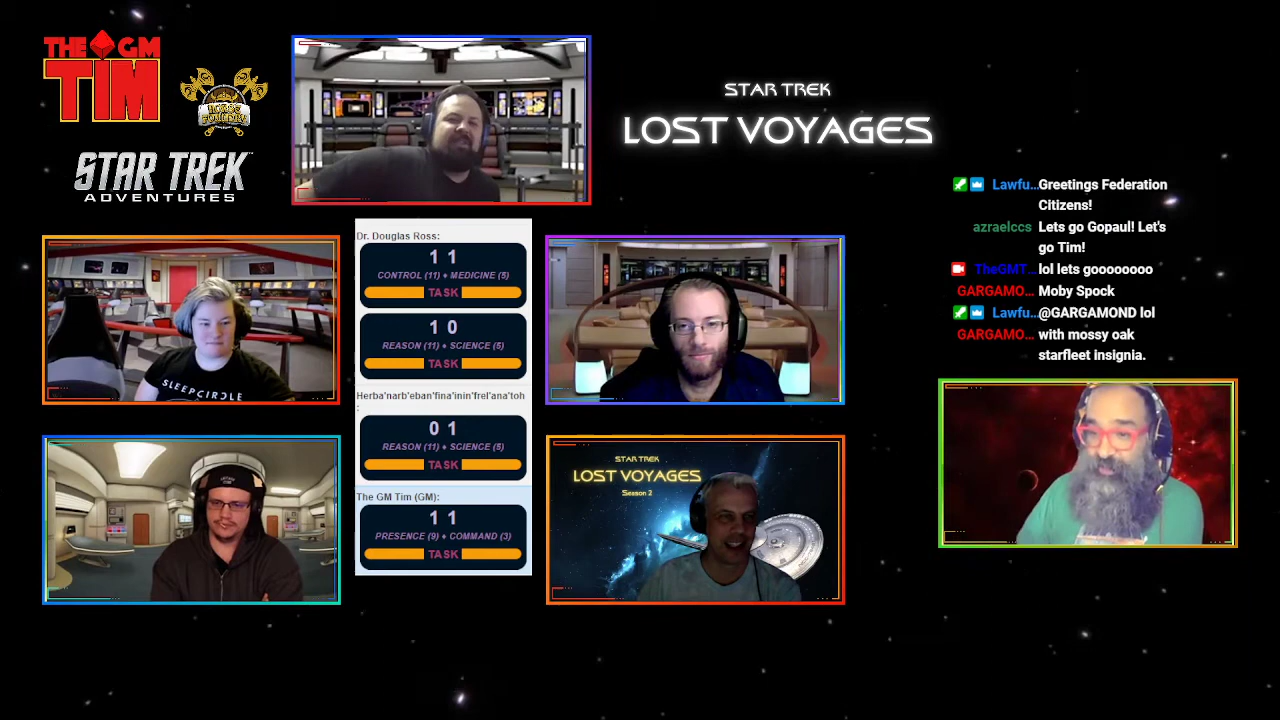 THE GM
TIM
STAR TREK
ADVENTURES
STAR TREK
LOST VOYAGES
Lawfu... Greetings Federation
Citizens!
azraelccs Lets go Gopaul! Let's
go Tim!
TheGMT... lol lets goooooooo
GARGAMO... Moby Spock
Lawfu... @GARGAMOND lol
GARGAMO... with mossy oak
starfleet insignia.
Dr. Douglas Ross:
1 1
CONTROL (11) ♦ MEDICINE (5)
TASK
1 0
REASON (11) ♦ SCIENCE (5)
TASK
Herba'narb'eban'fina'inin'frel'ana'toh
:
0 1
REASON (11) ♦ SCIENCE (5)
TASK
The GM Tim (GM):
1 1
PRESENCE (9) ♦ COMMAND (3)
TASK
SLEEPCIRCLE
STAR TREK
LOST VOYAGES
Season 2